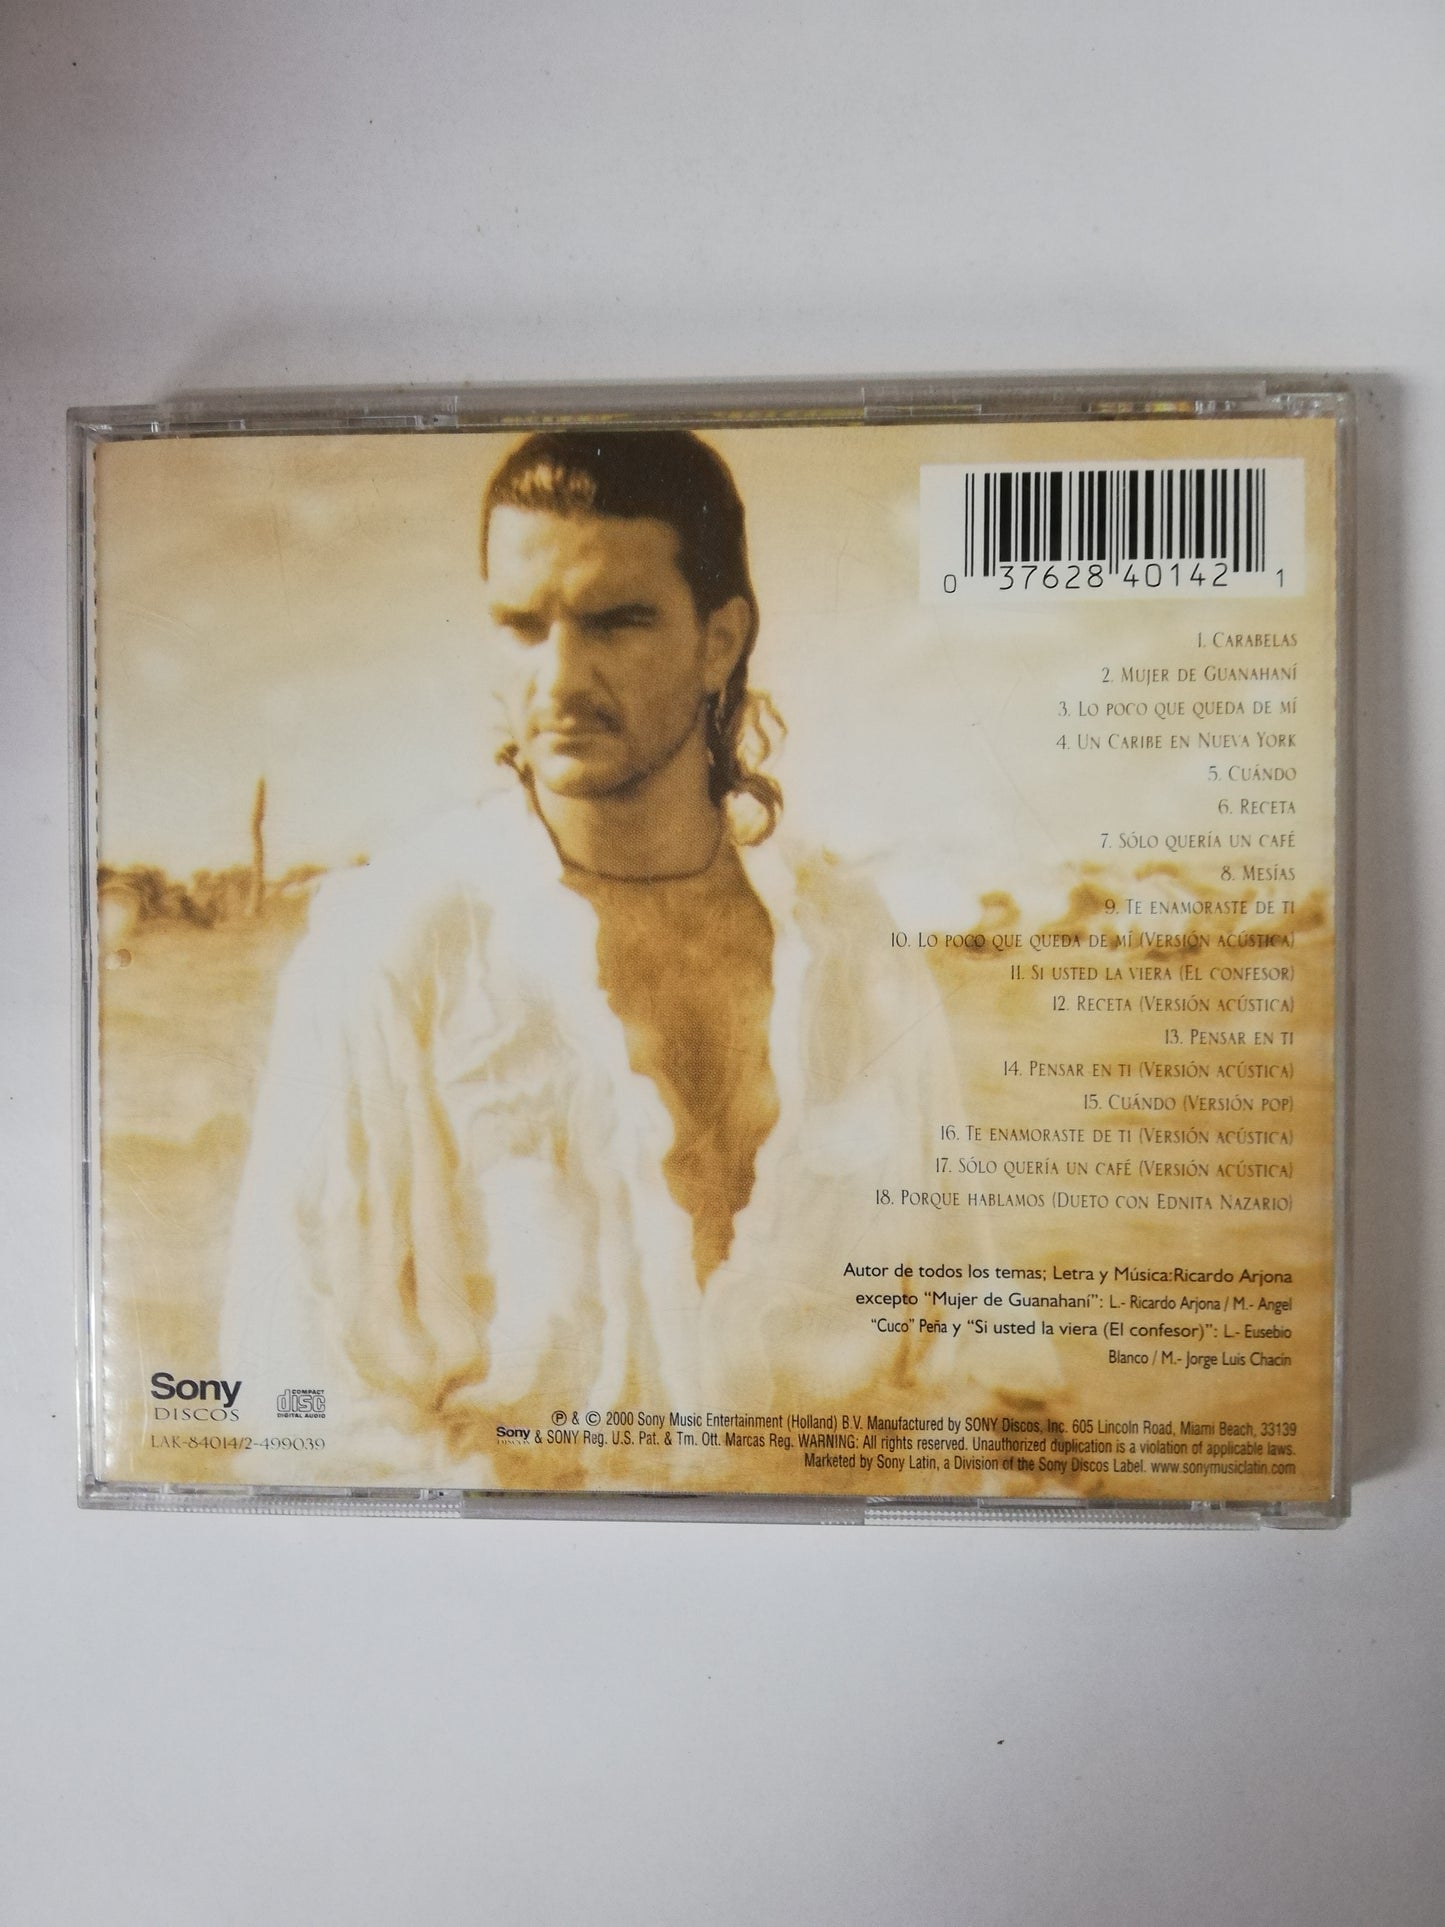 0 37628 40142 1
1. CARABELAS
2. MUJER DE GUANAHANÍ
3. LO POCO QUE QUEDA DE MÍ
4. UN CARIBE EN NUEVA YORK
5. CUÁNDO
6. RECETA
7. SÓLO QUERÍA UN CAFÉ
8. MESÍAS
9. TE ENAMORASTE DE TI
10. LO POCO QUE QUEDA DE MÍ (VERSIÓN ACÚSTICA)
11. SI USTED LA VIERA (EL CONFESOR)
12. RECETA (VERSIÓN ACÚSTICA)
13. PENSAR EN TI
14. PENSAR EN TI (VERSIÓN ACÚSTICA)
15. CUÁNDO (VERSIÓN POP)
16. TE ENAMORASTE DE TI (VERSIÓN ACÚSTICA)
17. SÓLO QUERÍA UN CAFÉ (VERSIÓN ACÚSTICA)
18. PORQUE HABLAMOS (DUETO CON EDNITA NAZARIO)
Autor de todos los temas; Letra y Música:Ricardo Arjona
excepto “Mujer de Guanahaní”: L.- Ricardo Arjona / M.- Angel
“Cuco” Peña y “Si usted la viera (El confesor)”: L.- Eusebio
Blanco / M.- Jorge Luis Chacín
Sony
DISCOS
LAK-84014/2-499039
COMPACT
disc
DIGITAL AUDIO
Ⓟ & © 2000 Sony Music Entertainment (Holland) B.V. Manufactured by SONY Discos, Inc. 605 Lincoln Road, Miami Beach, 33139
Sony DISCOS & SONY Reg. U.S. Pat. & Tm. Ott. Marcas Reg. WARNING: All rights reserved. Unauthorized duplication is a violation of applicable laws.
Marketed by Sony Latin, a Division of the Sony Discos Label. www.sonymusiclatin.com